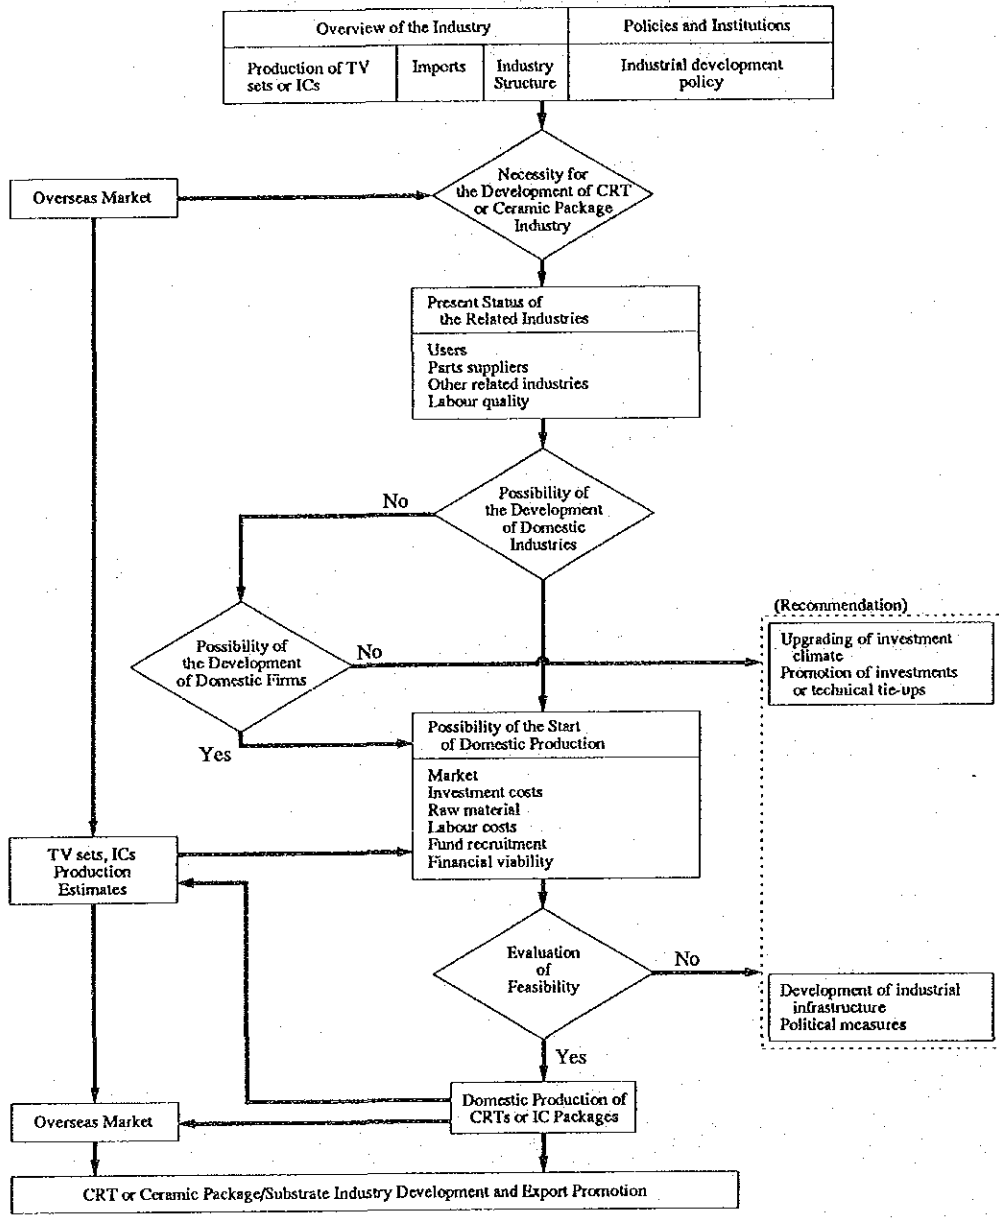 Overview of the Industry
Policies and Institutions
Production of TV
sets or ICs
Imports
Industry
Structure
Industrial development
policy
Necessity for
the Development of CRT
or Ceramic Package
Industry
Overseas Market
Present Status of
the Related Industries
Users
Parts suppliers
Other related industries
Labour quality
No
Possibility of
the Development
of Domestic
Industries
(Recommendation)
Possibility of
the Development
of Domestic Firms
No
Upgrading of investment
climate
Promotion of investments
or technical tie-ups
Yes
Possibility of the Start
of Domestic Production
Market
Investment costs
Raw material
Labour costs
Fund recruitment
Financial viability
TV sets, ICs
Production
Estimates
Evaluation
of
Feasibility
No
Development of industrial
infrastructure
Political measures
Yes
Domestic Production of
CRTs or IC Packages
Overseas Market
CRT or Ceramic Package/Substrate Industry Development and Export Promotion